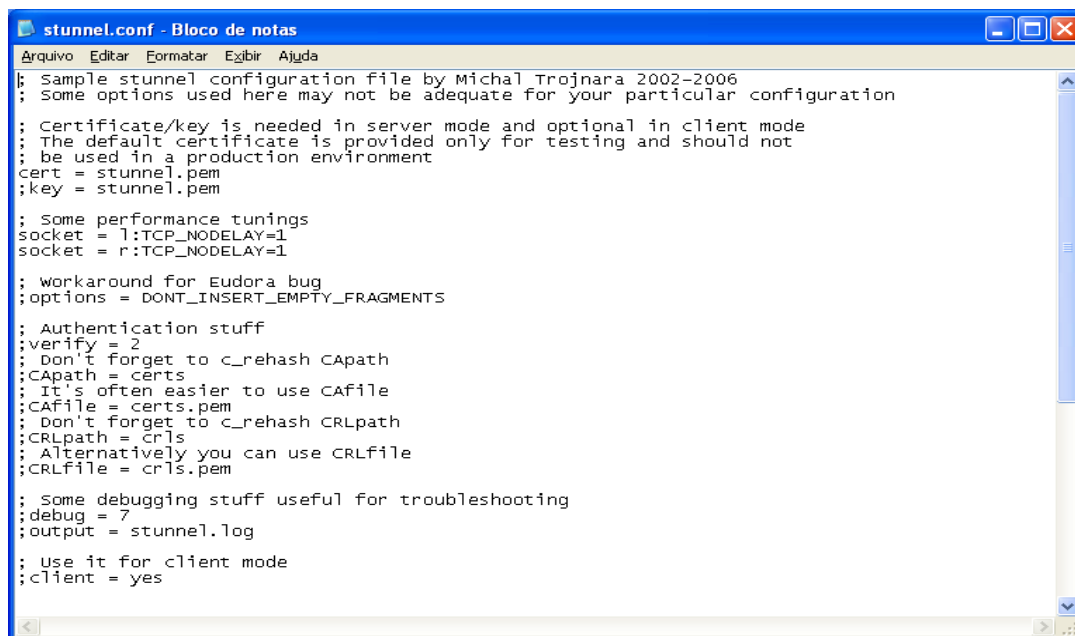 stunnel.conf - Bloco de notas
Arquivo Editar Formatar Exibir Ajuda
; Sample stunnel configuration file by Michal Trojnara 2002-2006
; Some options used here may not be adequate for your particular configuration
; Certificate/key is needed in server mode and optional in client mode
; The default certificate is provided only for testing and should not
; be used in a production environment
cert = stunnel.pem
;key = stunnel.pem
; Some performance tunings
socket = l:TCP_NODELAY=1
socket = r:TCP_NODELAY=1
; Workaround for Eudora bug
;options = DONT_INSERT_EMPTY_FRAGMENTS
; Authentication stuff
;verify = 2
; Don't forget to c_rehash CApath
;CApath = certs
; It's often easier to use CAfile
;CAfile = certs.pem
; Don't forget to c_rehash CRLpath
;CRLpath = crls
; Alternatively you can use CRLfile
;CRLfile = crls.pem
; Some debugging stuff useful for troubleshooting
;debug = 7
;output = stunnel.log
; Use it for client mode
;client = yes